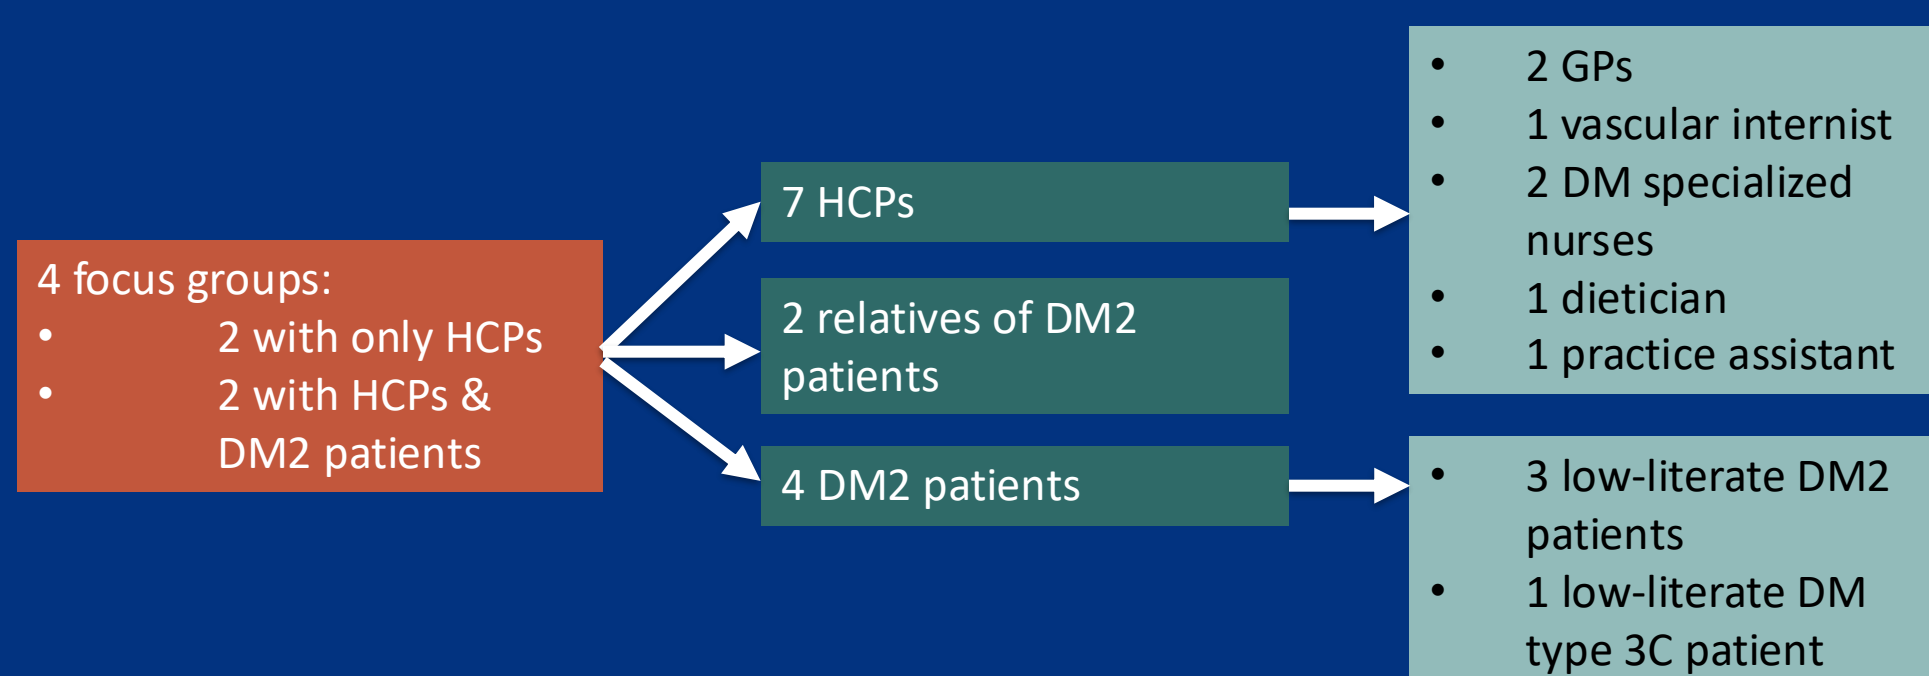 4 focus groups:
• 2 with only HCPs
• 2 with HCPs &
DM2 patients
7 HCPs
2 relatives of DM2
patients
4 DM2 patients
• 2 GPs
• 1 vascular internist
• 2 DM specialized
nurses
• 1 dietician
• 1 practice assistant
• 3 low-literate DM2
patients
• 1 low-literate DM
type 3C patient